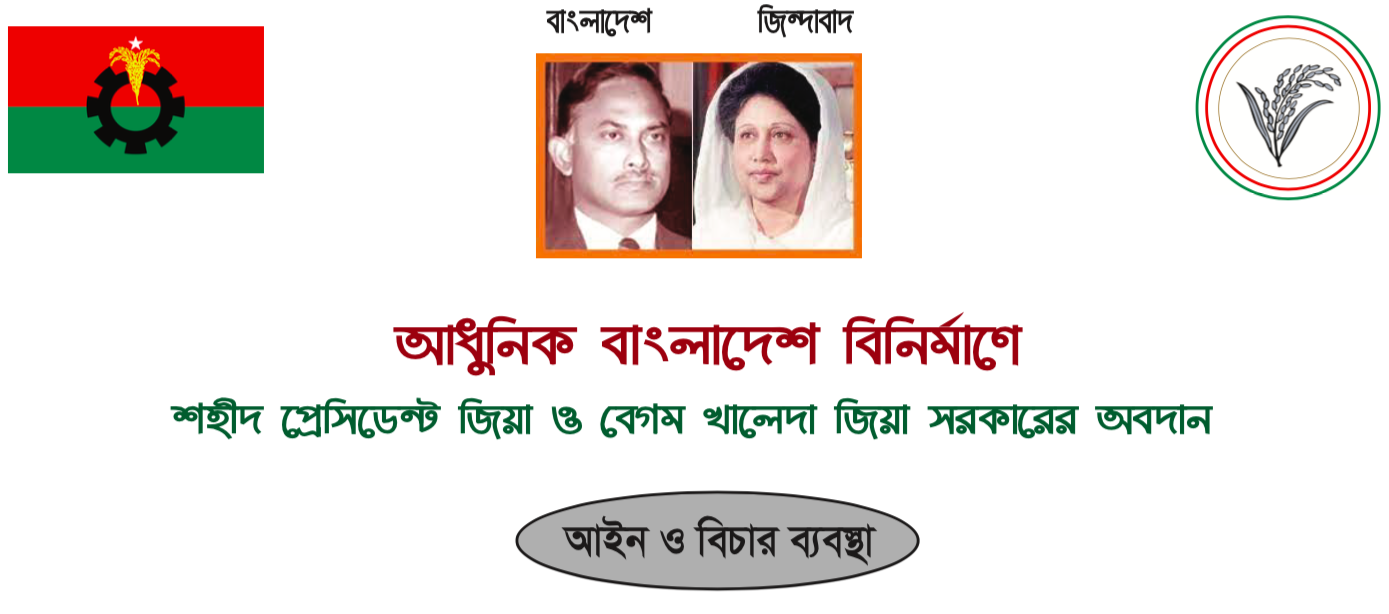 বাংলাদেশ জিন্দাবাদ
আধুনিক বাংলাদেশ বিনির্মাণে
শহীদ প্রেসিডেন্ট জিয়া ও বেগম খালেদা জিয়া সরকারের অবদান
আইন ও বিচার ব্যবস্থা